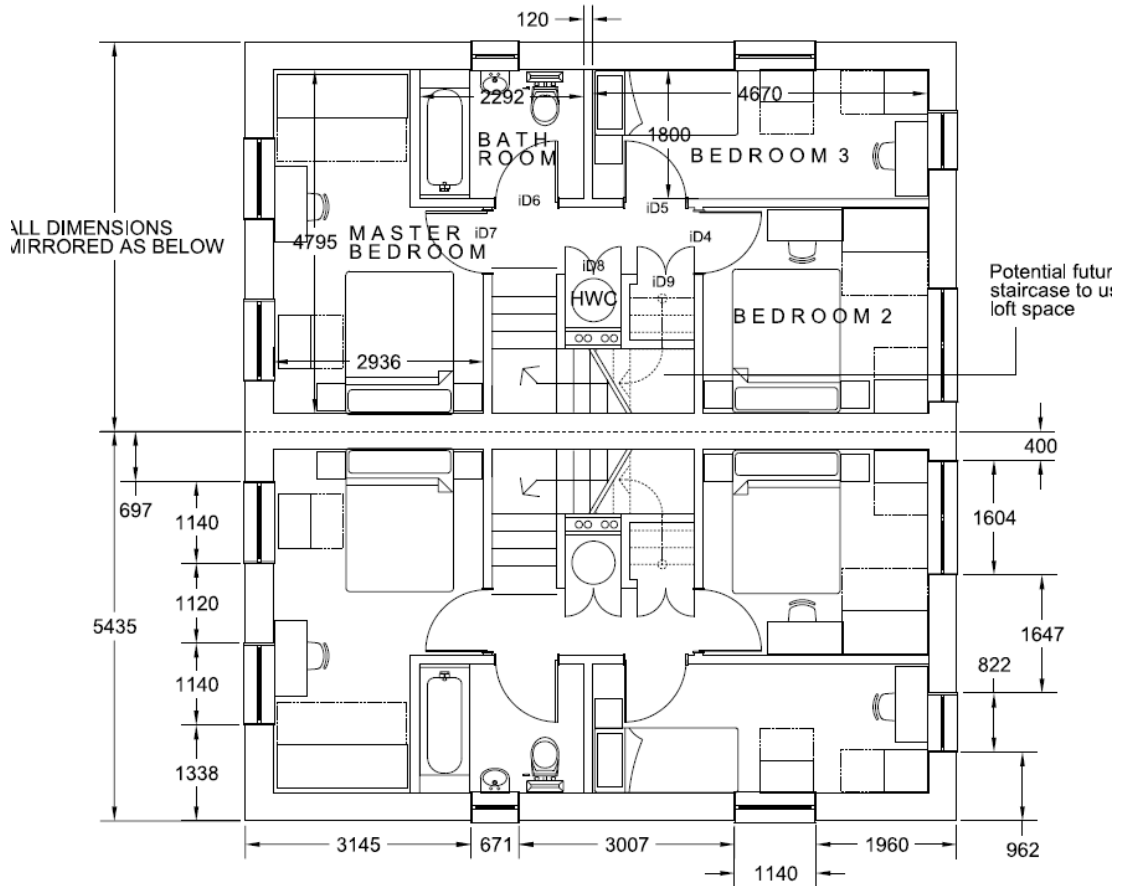 120
2292
4670
BATH
ROOM
1800
BEDROOM 3
iD6
iD5
ALL DIMENSIONS
MIRRORED AS BELOW
4795
MASTER
BEDROOM
iD7
iD4
iD8
iD9
HWC
BEDROOM 2
Potential futur
staircase to us
loft space
2936
400
697
1140
1604
1120
5435
1647
1140
822
1338
3145
671
3007
1960
962
1140